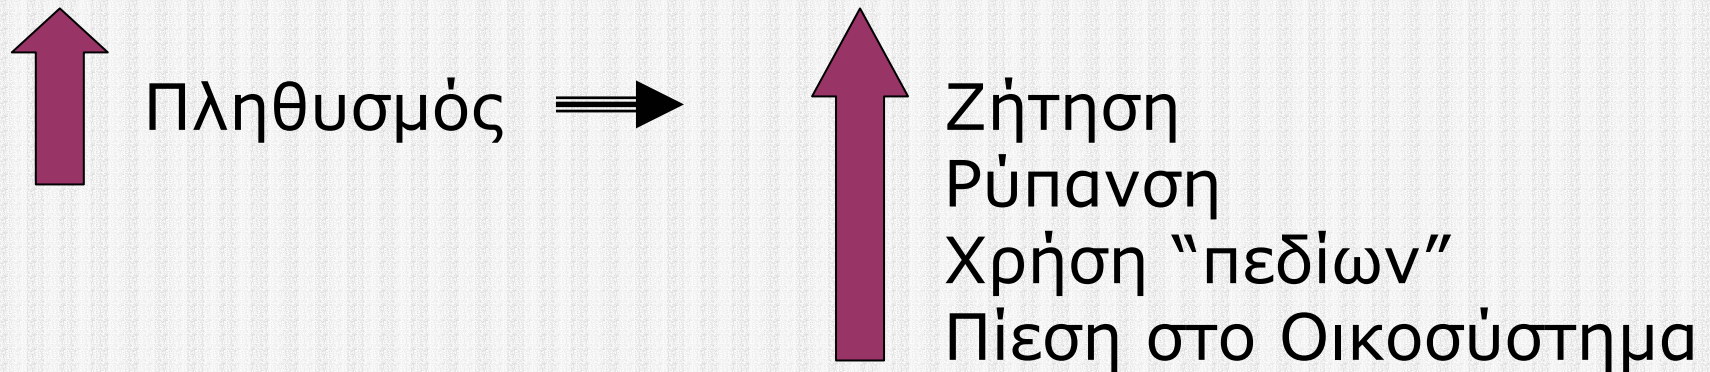 Πληθυσμός
Ζήτηση
Ρύπανση
Χρήση “πεδίων”
Πίεση στο Οικοσύστημα